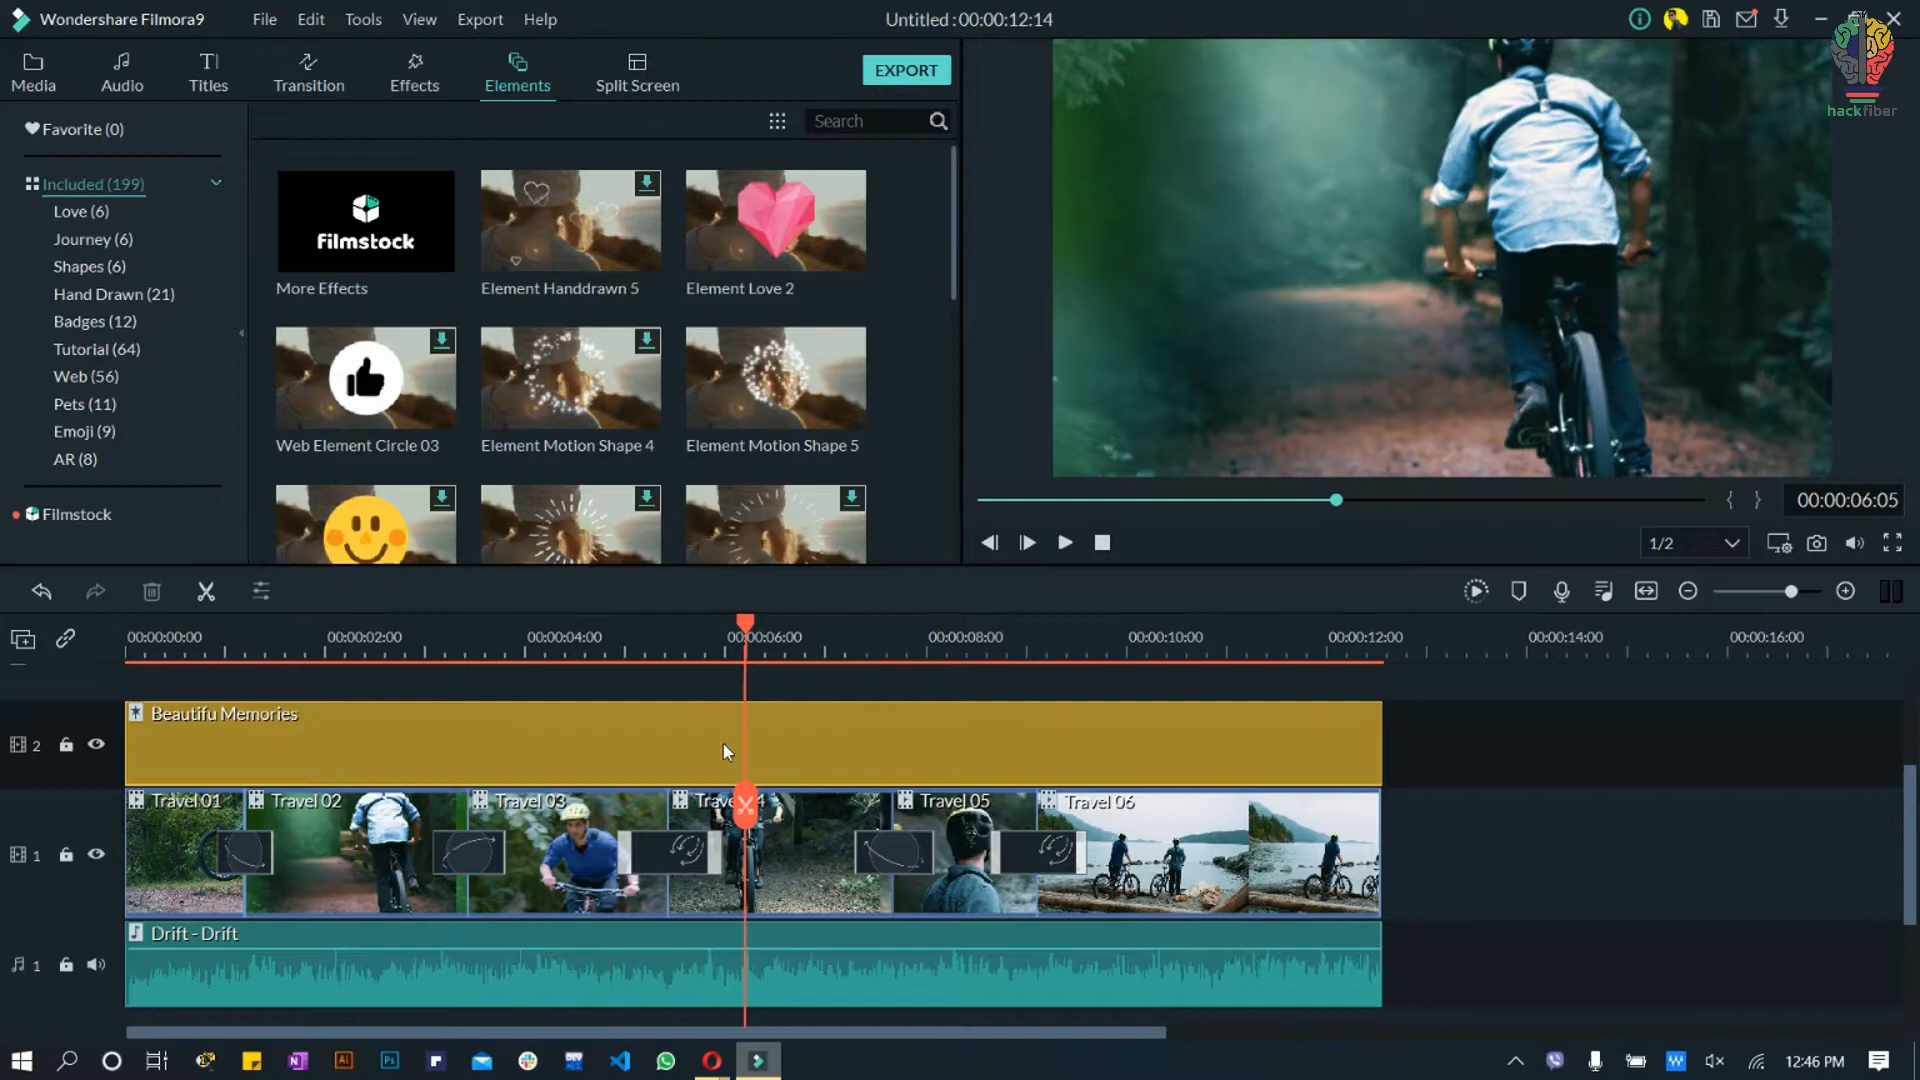 Wondershare Filmora9
File
Edit
Tools
View
Export
Help
Untitled : 00:00:12:14
hackfiber
Media
Audio
Titles
Transition
Effects
Elements
Split Screen
EXPORT
Favorite (0)
Search
Included (199)
Love (6)
Journey (6)
Shapes (6)
Hand Drawn (21)
Badges (12)
Tutorial (64)
Web (56)
Pets (11)
Emoji (9)
AR (8)
Filmstock
filmstock
More Effects
Element Handdrawn 5
Element Love 2
Web Element Circle 03
Element Motion Shape 4
Element Motion Shape 5
{ }
00:00:06:05
1/2
00:00:00:00
00:00:02:00
00:00:04:00
00:00:06:00
00:00:08:00
00:00:10:00
00:00:12:00
00:00:14:00
00:00:16:00
2
Beautifu Memories
1
Travel 01
Travel 02
Travel 03
Travel 05
Travel 06
1
Drift - Drift
Ai
Ps
DEV
W
12:46 PM